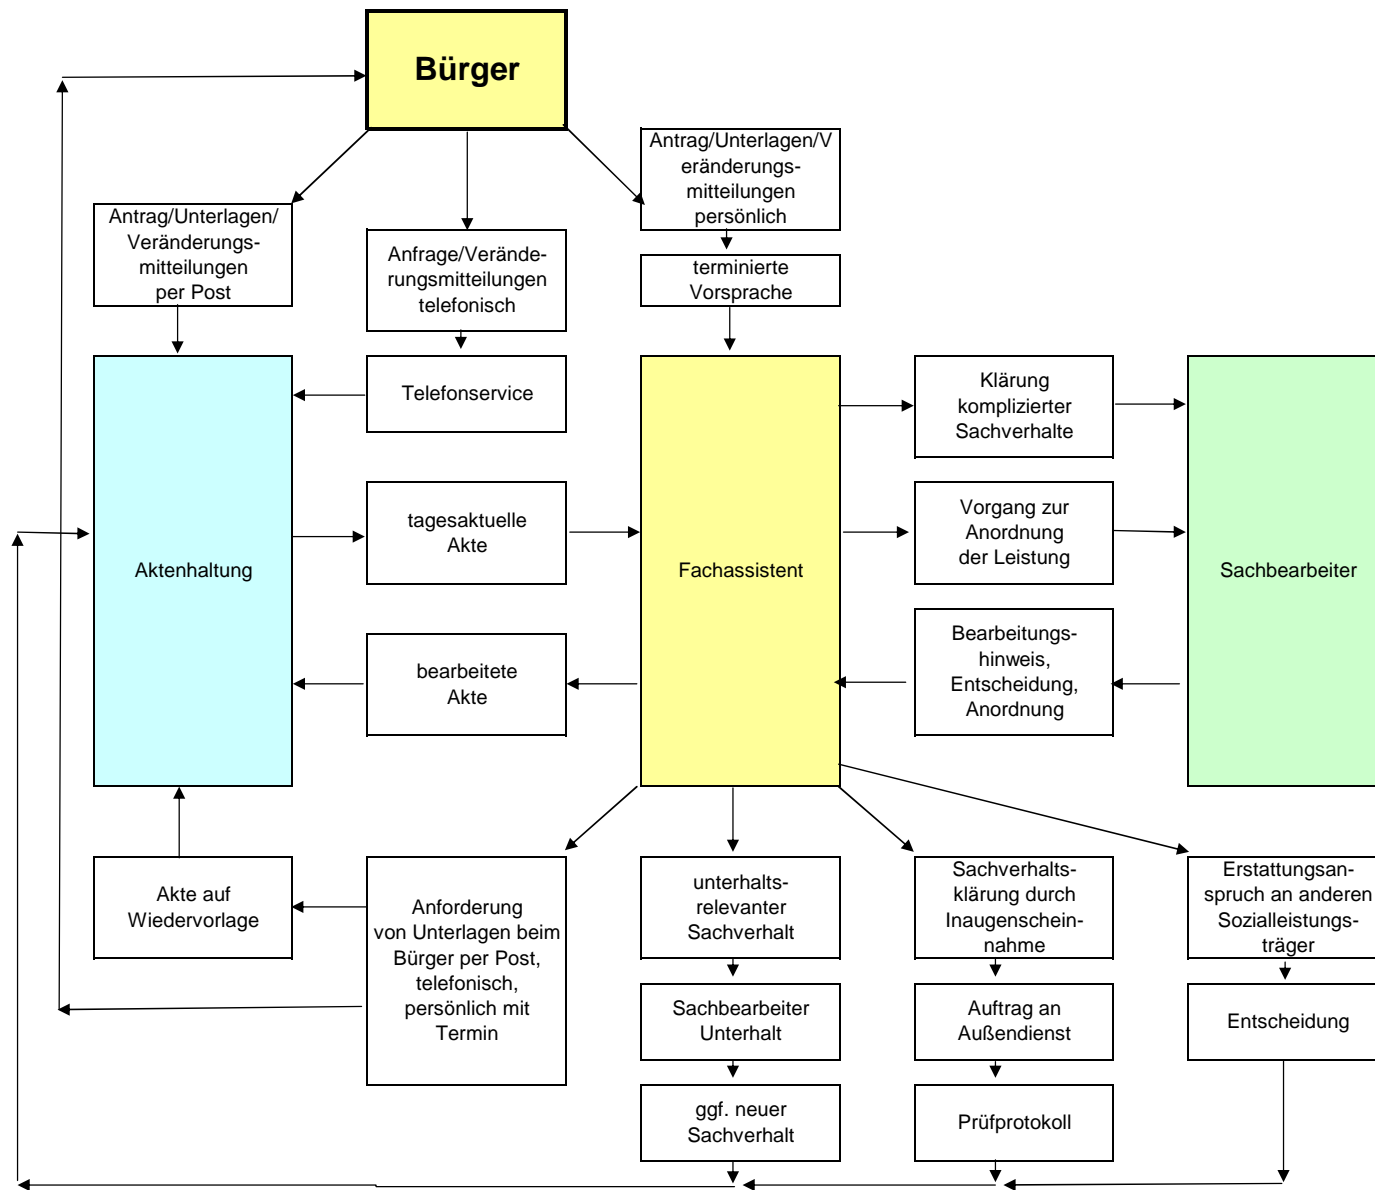 Bürger
Antrag/Unterlagen/V
eränderungs-
mitteilungen
persönlich
Antrag/Unterlagen/
Veränderungs-
mitteilungen
per Post
Anfrage/Verände-
rungsmitteilungen
telefonisch
terminierte
Vorsprache
Telefonservice
Klärung
komplizierter
Sachverhalte
tagesaktuelle
Akte
Vorgang zur
Anordnung
der Leistung
Aktenhaltung
Fachassistent
Sachbearbeiter
bearbeitete
Akte
Bearbeitungs-
hinweis,
Entscheidung,
Anordnung
Akte auf
Wiedervorlage
Anforderung
von Unterlagen beim
Bürger per Post,
telefonisch,
persönlich mit
Termin
unterhalts-
relevanter
Sachverhalt
Sachverhalts-
klärung durch
Inaugenschein-
nahme
Erstattungsan-
spruch an anderen
Sozialleistungs-
träger
Sachbearbeiter
Unterhalt
Auftrag an
Außendienst
Entscheidung
ggf. neuer
Sachverhalt
Prüfprotokoll